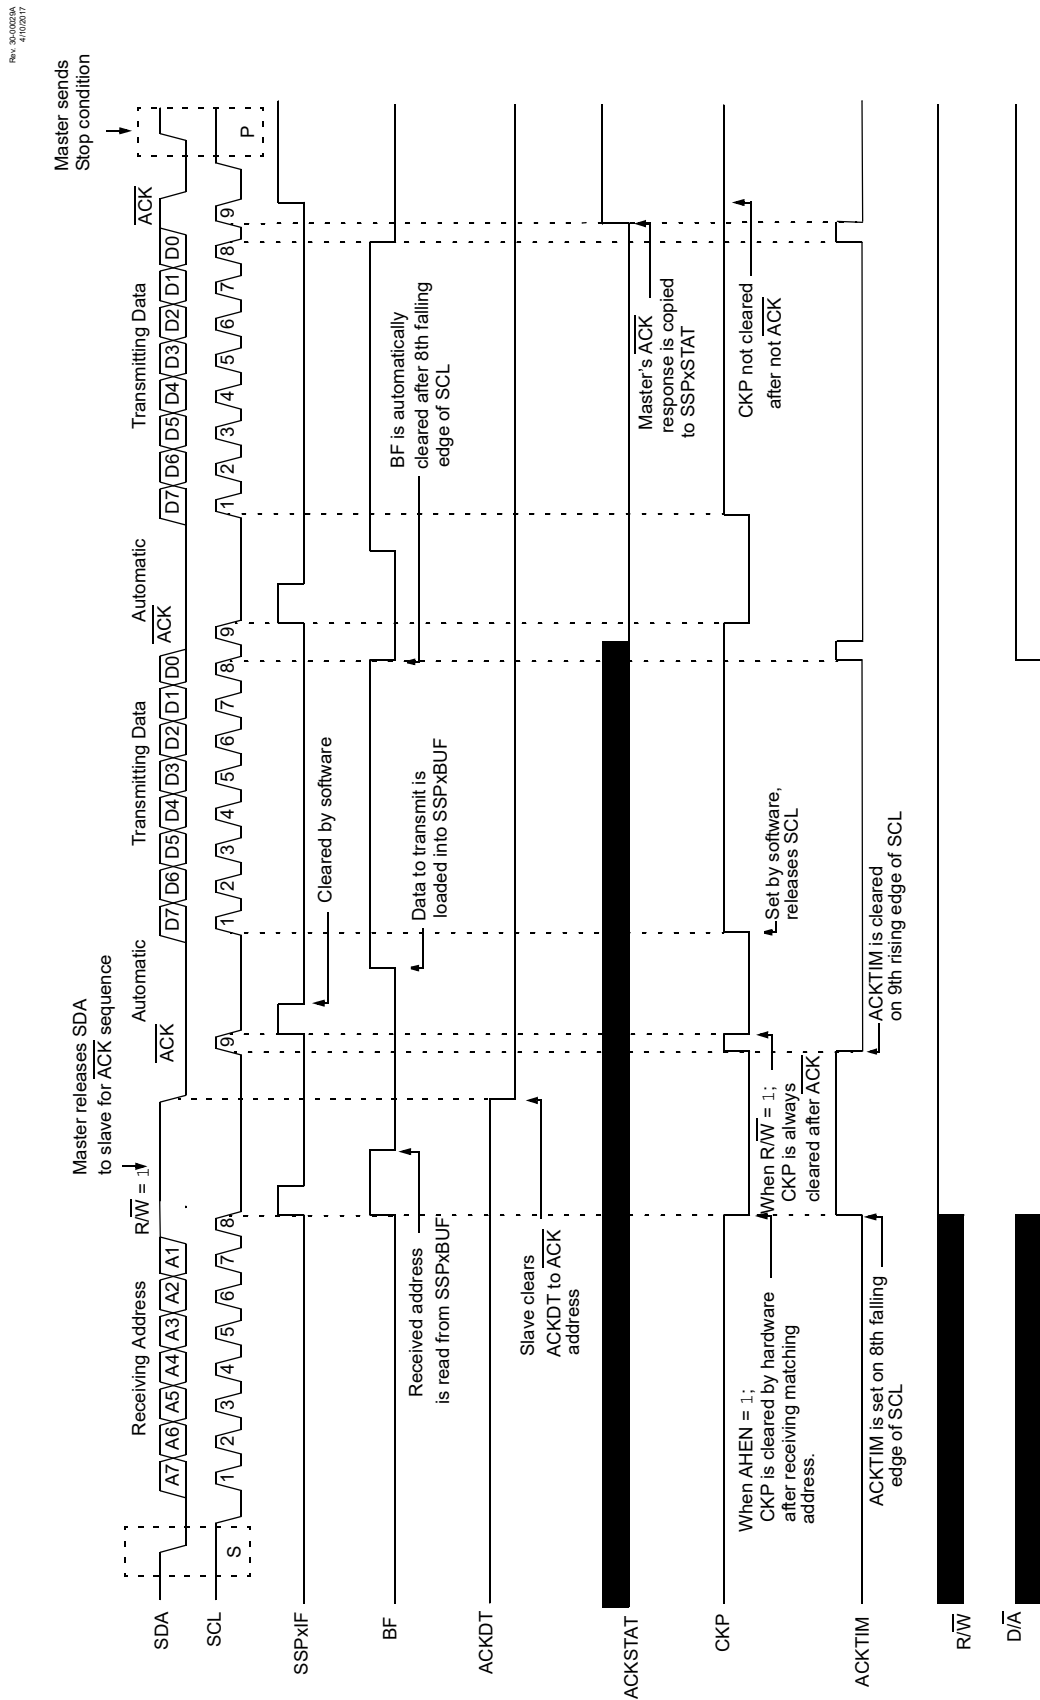 Rev. 30-00029A
4/10/2017
Master sends
Stop condition
Master releases SDA
to slave for ACK sequence
Receiving Address
R/W = 1
Automatic
Transmitting Data
Automatic
Transmitting Data
ACK
ACK
ACK
SDA
A7 A6 A5 A4 A3 A2 A1
D7 D6 D5 D4 D3 D2 D1 D0
D7 D6 D5 D4 D3 D2 D1 D0
SCL
S
1 2 3 4 5 6 7 8 9
1 2 3 4 5 6 7 8 9
1 2 3 4 5 6 7 8 9
P
SSPxIF
Cleared by software
BF
Received address
is read from SSPxBUF
Data to transmit is
loaded into SSPxBUF
BF is automatically
cleared after 8th falling
edge of SCL
ACKDT
Slave clears
ACKDT to ACK
address
ACKSTAT
Master's ACK
response is copied
to SSPxSTAT
CKP
When AHEN = 1;
CKP is cleared by hardware
after receiving matching
address.
When R/W = 1;
CKP is always
cleared after ACK
Set by software,
releases SCL
CKP not cleared
after not ACK
ACKTIM
ACKTIM is set on 8th falling
edge of SCL
ACKTIM is cleared
on 9th rising edge of SCL
R/W
D/A